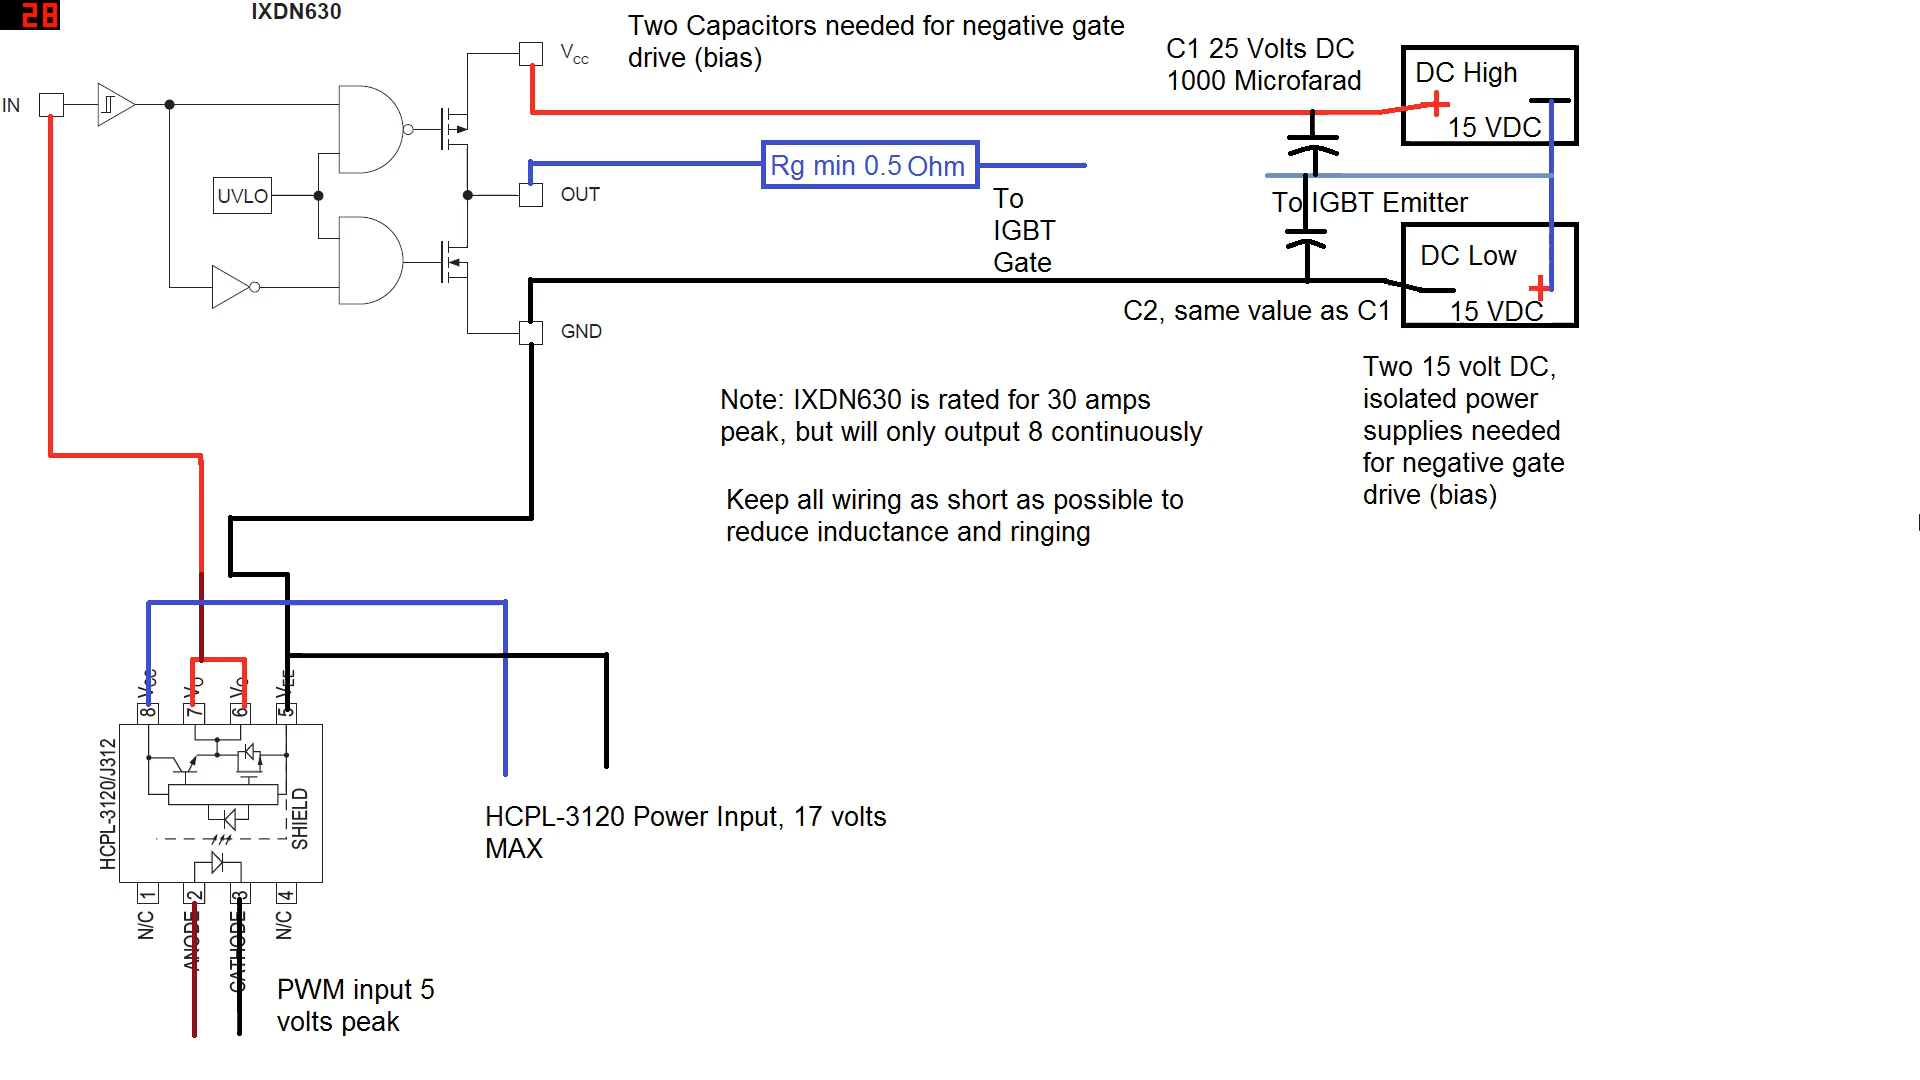 28
IXDN630
Two Capacitors needed for negative gate
drive (bias)
C1 25 Volts DC
1000 Microfarad
DC High
15 VDC
VCC
IN
Rg min 0.5 Ohm
UVLO
OUT
To
IGBT
Gate
To IGBT Emitter
DC Low
15 VDC
C2, same value as C1
GND
Two 15 volt DC,
isolated power
supplies needed
for negative gate
drive (bias)
Note: IXDN630 is rated for 30 amps
peak, but will only output 8 continuously
Keep all wiring as short as possible to
reduce inductance and ringing
VCC
VO
VO
VEE
8
7
6
5
HCPL-3120/J312
SHIELD
1
2
3
4
N/C
ANODE
CATHODE
N/C
HCPL-3120 Power Input, 17 volts
MAX
PWM input 5
volts peak